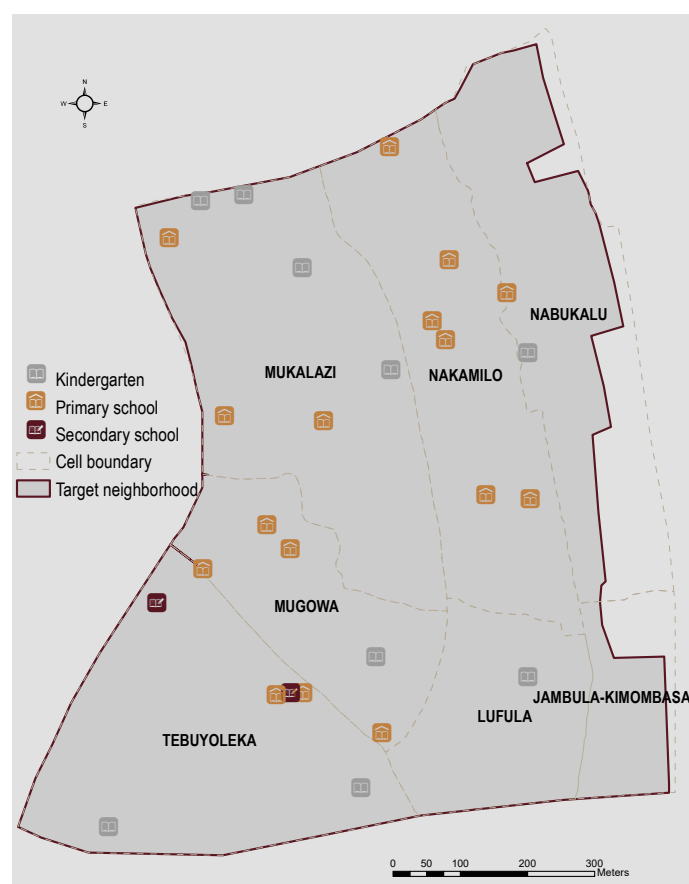 N
W E
S
NABUKALU
MUKALAZI
NAKAMILO
Kindergarten
Primary school
Secondary school
Cell boundary
Target neighborhood
MUGOWA
JAMBULA-KIMOMBASA
LUFULA
TEBUYOLEKA
0 50 100 200 300
Meters